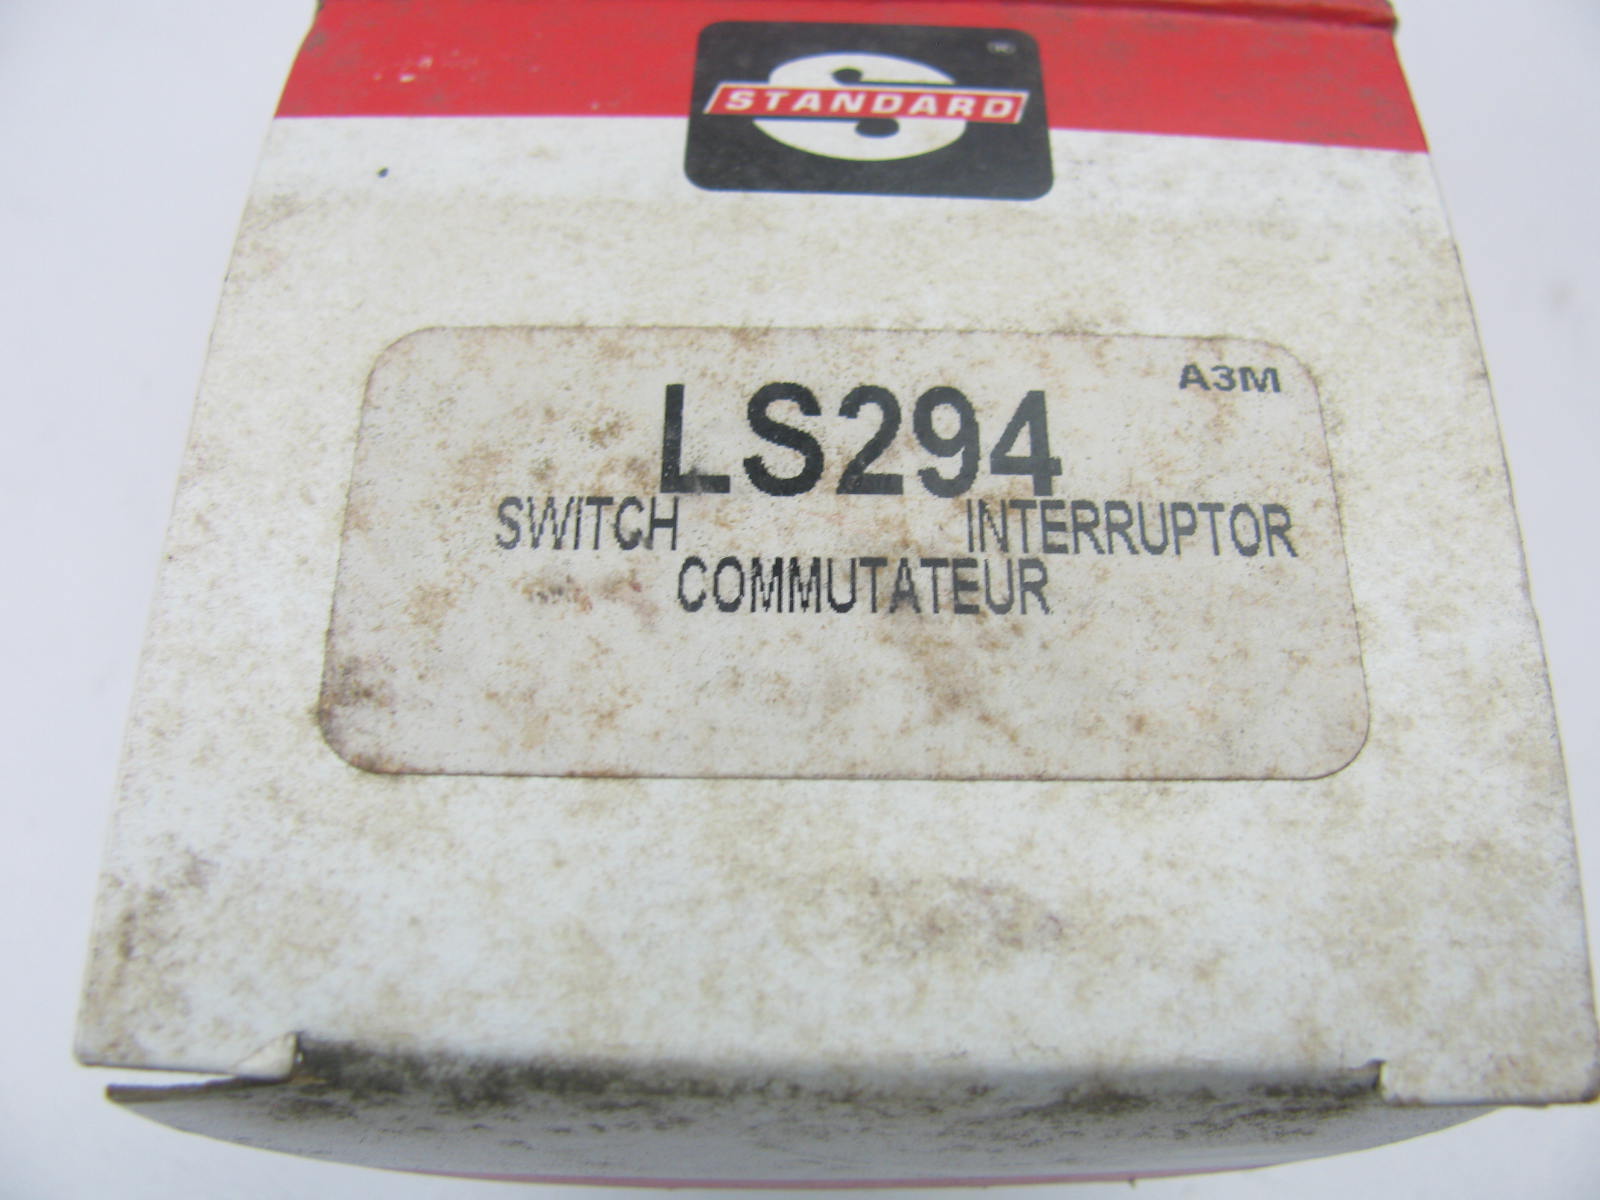 STANDARD
A3M
LS294
SWITCH INTERRUPTOR
COMMUTATEUR